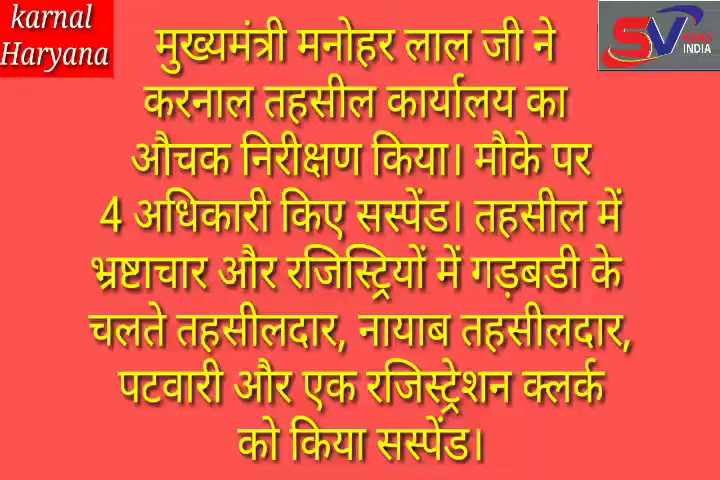 karnal
Haryana
SV NEWS
INDIA
मुख्यमंत्री मनोहर लाल जी ने
करनाल तहसील कार्यालय का
औचक निरीक्षण किया। मौके पर
4 अधिकारी किए सस्पेंड। तहसील में
भ्रष्टाचार और रजिस्ट्रियों में गड़बडी के
चलते तहसीलदार, नायाब तहसीलदार,
पटवारी और एक रजिस्ट्रेशन क्लर्क
को किया सस्पेंड।